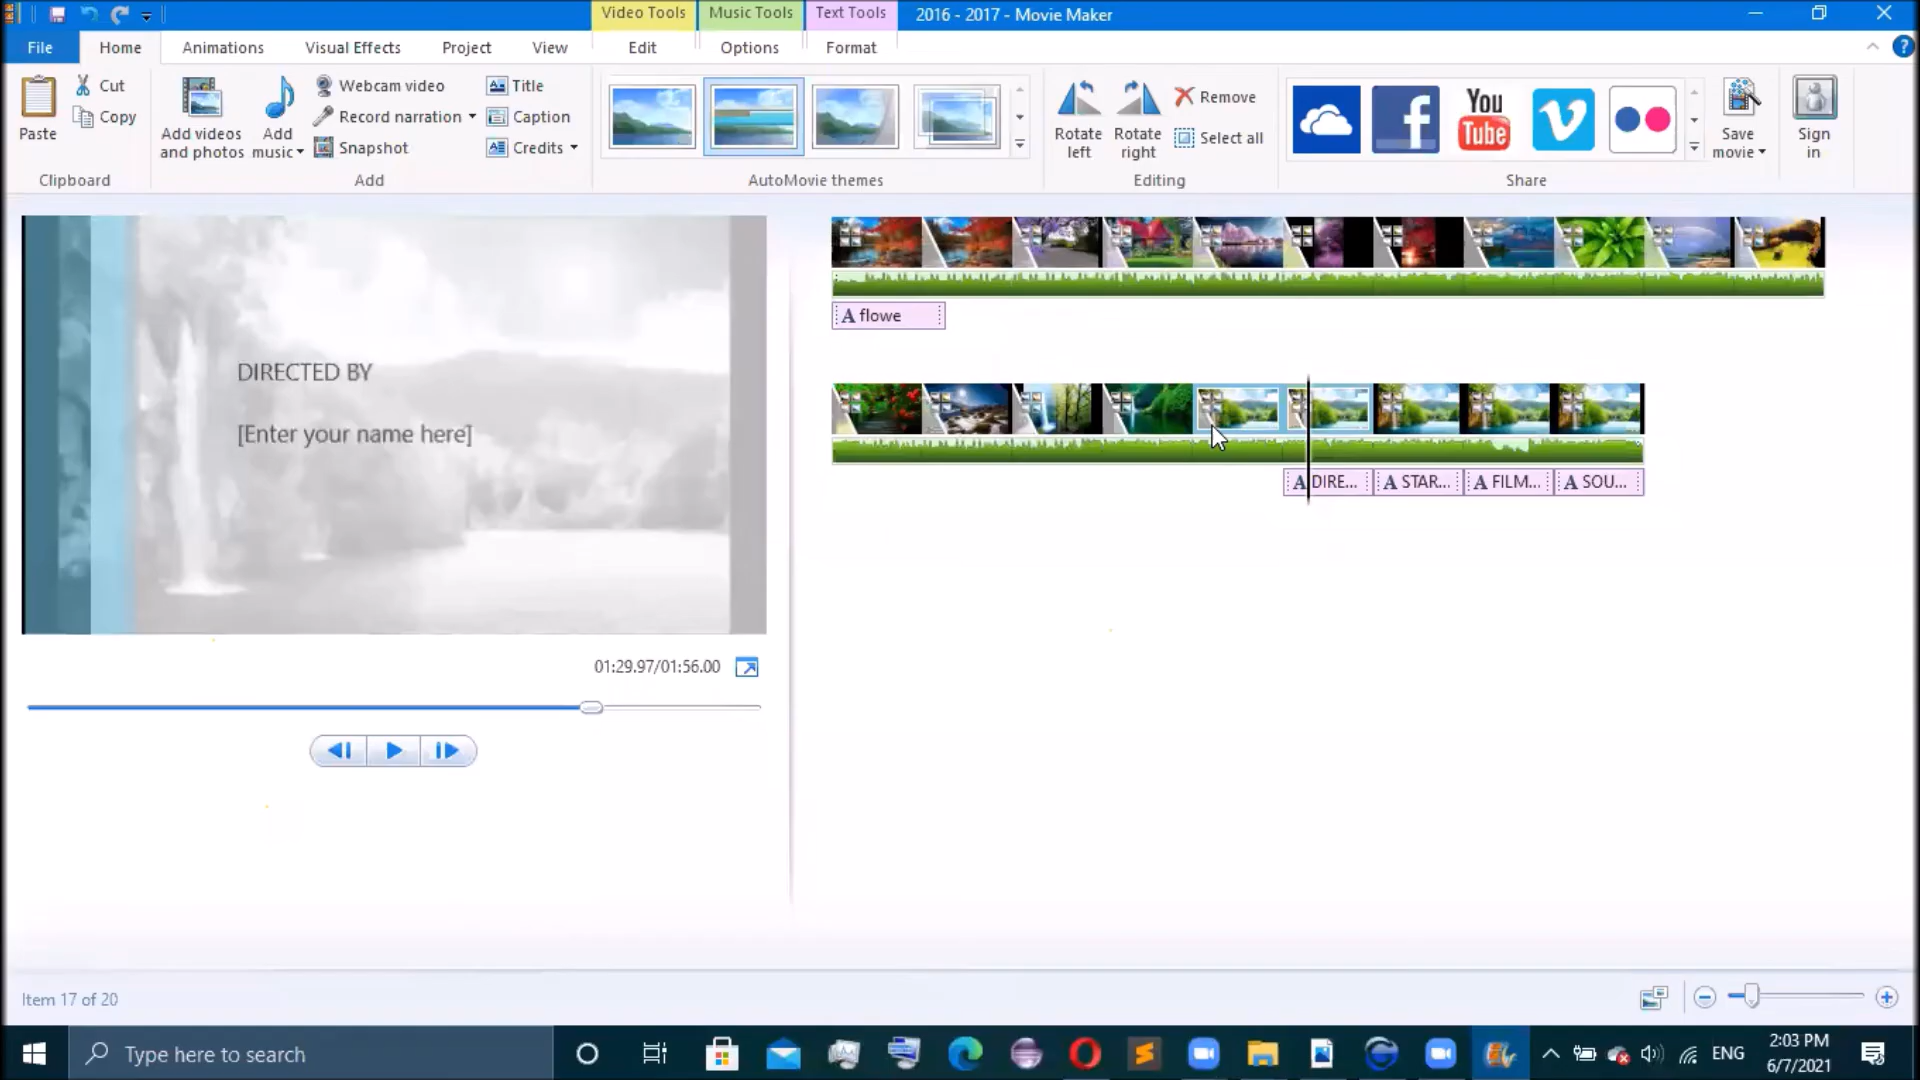 Video Tools
Music Tools
Text Tools
2016 - 2017 - Movie Maker
File
Home
Animations
Visual Effects
Project
View
Edit
Options
Format
Paste
Cut
Copy
Clipboard
Add videos
and photos
Add
music
Webcam video
Record narration
Snapshot
Title
Caption
Credits
Add
AutoMovie themes
Rotate
left
Rotate
right
Remove
Select all
Editing
You
Tube
Share
Save
movie
Sign
in
DIRECTED BY
[Enter your name here]
01:29.97/01:56.00
A flowe
A DIRE...
A STAR...
A FILM...
A SOU...
Item 17 of 20
Type here to search
ENG
2:03 PM
6/7/2021